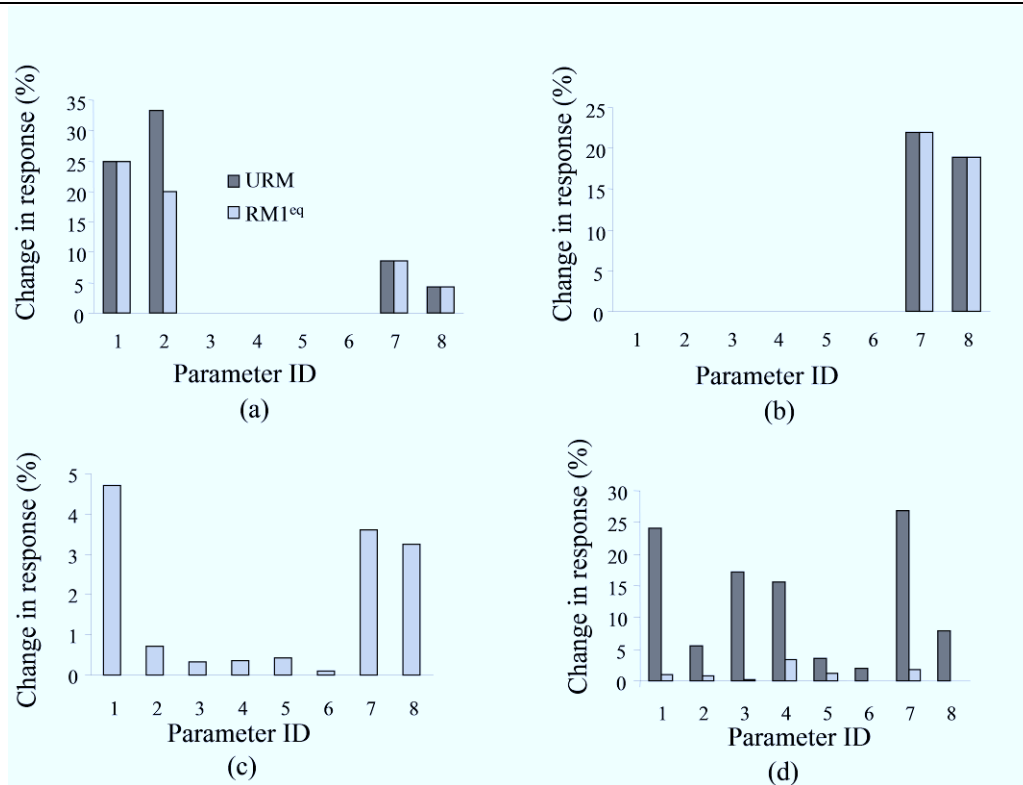 Change in response (%)
35
30
25
20
15
10
5
0
URM
RM1eq
1 2 3 4 5 6 7 8
Parameter ID
(a)
Change in response (%)
25
20
15
10
5
0
1 2 3 4 5 6 7 8
Parameter ID
(b)
Change in response (%)
5
4
3
2
1
0
1 2 3 4 5 6 7 8
Parameter ID
(c)
Change in response (%)
30
25
20
15
10
5
0
1 2 3 4 5 6 7 8
Parameter ID
(d)